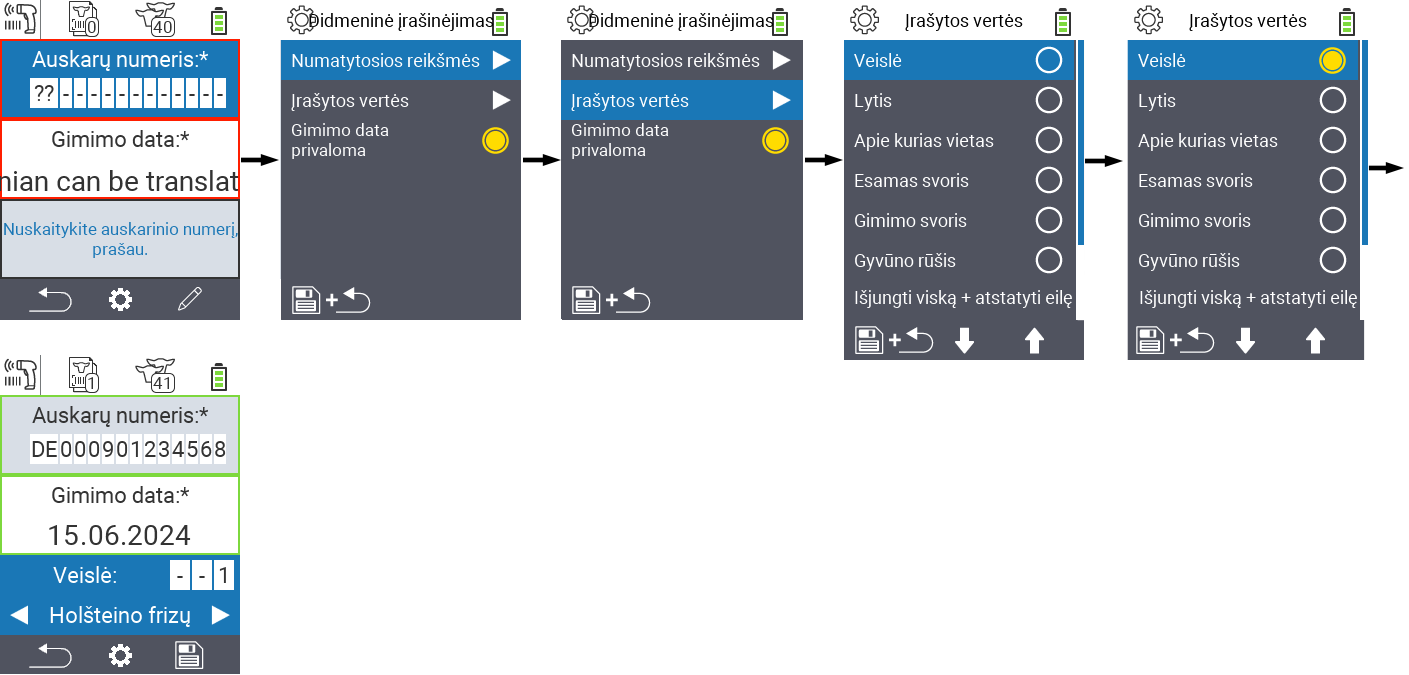 0
40
Auskarų numeris:*
??------------
Gimimo data:*
nian can be translat
Nuskaitykite auskarinio numerį,
prašau.
Didmeninė įrašinėjimas
Numatytosios reikšmės
Įrašytos vertės
Gimimo data
privaloma
+
Didmeninė įrašinėjimas
Numatytosios reikšmės
Įrašytos vertės
Gimimo data
privaloma
+
Įrašytos vertės
Veislė
Lytis
Apie kurias vietas
Esamas svoris
Gimimo svoris
Gyvūno rūšis
Išjungti viską + atstatyti eilę
+
Įrašytos vertės
Veislė
Lytis
Apie kurias vietas
Esamas svoris
Gimimo svoris
Gyvūno rūšis
Išjungti viską + atstatyti eilę
+
1
41
Auskarų numeris:*
DE000901234568
Gimimo data:*
15.06.2024
Veislė: --1
Holšteino frizų